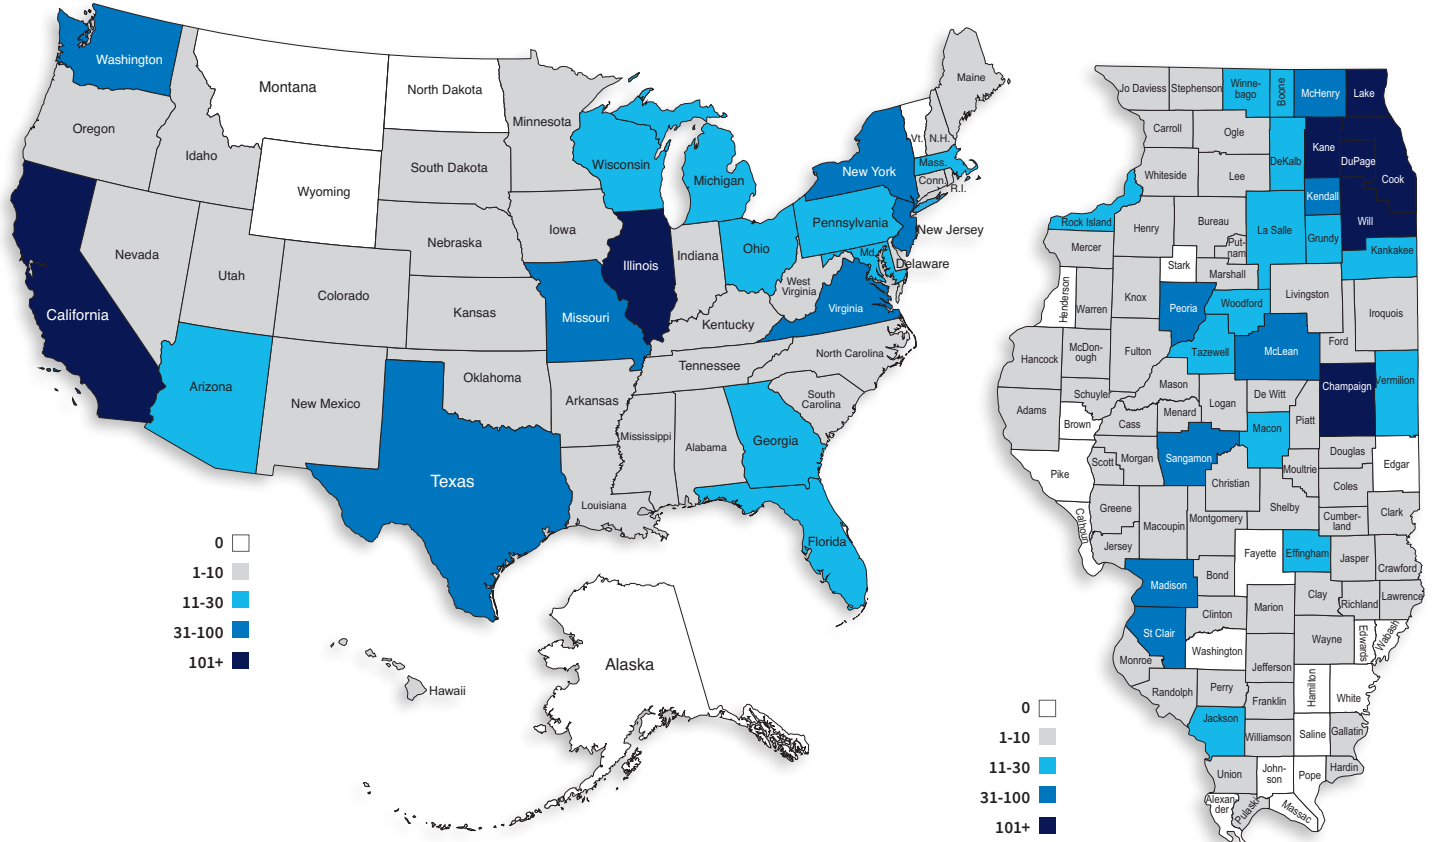 Washington
Montana
North Dakota
Minnesota
Maine
Oregon
Idaho
Wyoming
South Dakota
Wisconsin
Michigan
New York
Vt.
N.H.
Mass.
Conn.
R.I.
Nevada
Utah
Colorado
Nebraska
Iowa
Illinois
Indiana
Ohio
Pennsylvania
New Jersey
Md.
Delaware
West
Virginia
Virginia
California
Kansas
Missouri
Kentucky
Arizona
New Mexico
Oklahoma
Arkansas
Tennessee
North Carolina
South
Carolina
Texas
Louisiana
Mississippi
Alabama
Georgia
Florida
Alaska
Hawaii
0
1-10
11-30
31-100
101+
Jo Daviess
Stephenson
Winne-
bago
Boone
McHenry
Lake
Carroll
Ogle
DeKalb
Kane
DuPage
Cook
Whiteside
Lee
Kendall
Will
Rock Island
Henry
Bureau
La Salle
Grundy
Kankakee
Mercer
Put-
nam
Stark
Marshall
Henderson
Warren
Knox
Peoria
Woodford
Livingston
Iroquois
Hancock
McDon-
ough
Fulton
Tazewell
McLean
Ford
Champaign
Vermilion
Adams
Schuyler
Mason
Logan
De Witt
Piatt
Brown
Cass
Menard
Macon
Pike
Scott
Morgan
Sangamon
Christian
Moultrie
Douglas
Edgar
Coles
Calhoun
Greene
Macoupin
Montgomery
Shelby
Cumber-
land
Clark
Jersey
Fayette
Effingham
Jasper
Crawford
Madison
Bond
Clinton
Marion
Clay
Richland
Lawrence
St Clair
Washington
Wayne
Edwards
Wabash
Monroe
Jefferson
Randolph
Perry
Franklin
Hamilton
White
Jackson
Williamson
Saline
Gallatin
Union
John-
son
Pope
Hardin
Alexan
der
Pulaski
Massac
0
1-10
11-30
31-100
101+